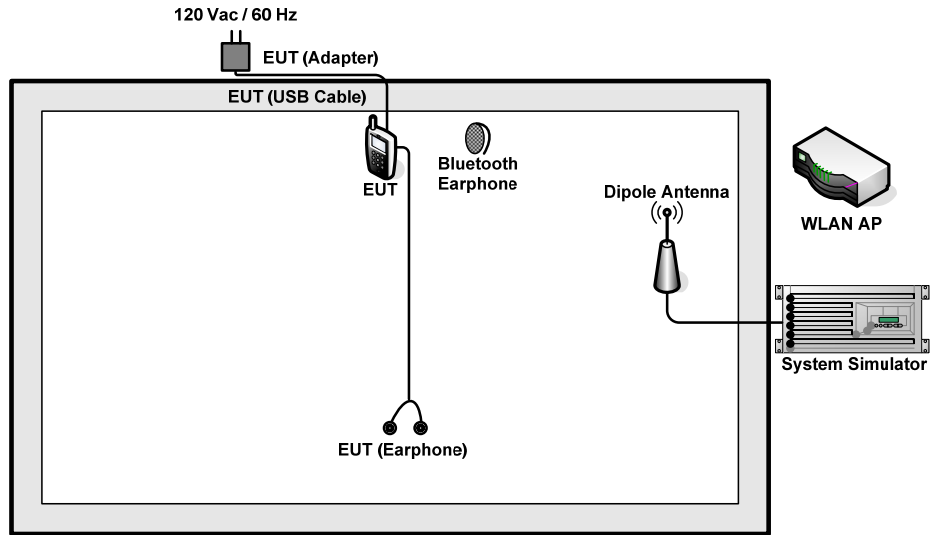 120 Vac / 60 Hz
EUT (Adapter)
EUT (USB Cable)
EUT
Bluetooth
Earphone
Dipole Antenna
WLAN AP
System Simulator
EUT (Earphone)